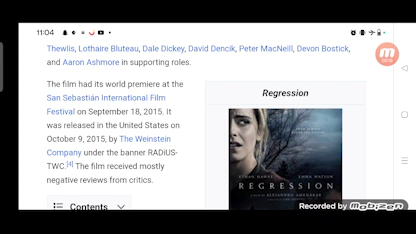 11:04
Thewlis, Lothaire Bluteau, Dale Dickey, David Dencik, Peter MacNeill, Devon Bostick,
and Aaron Ashmore in supporting roles.
The film had its world premiere at the
San Sebastián International Film
Festival on September 18, 2015. It
was released in the United States on
October 9, 2015, by The Weinstein
Company under the banner RADiUS-
TWC.[4] The film received mostly
negative reviews from critics.
Contents
Regression
ETHAN HAWKE EMMA WATSON
REGRESSION
Recorded by mobizen